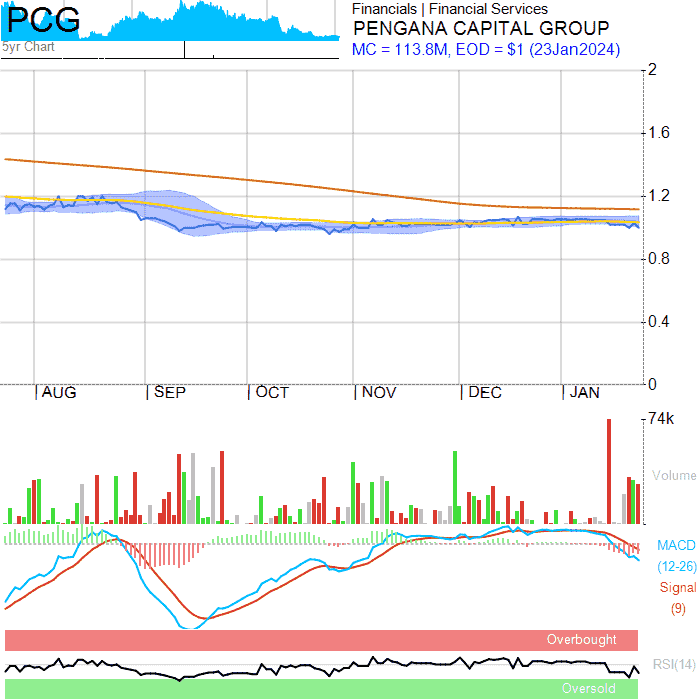 PCG
5yr Chart
Financials | Financial Services
PENGANA CAPITAL GROUP
MC = 113.8M, EOD = $1 (23Jan2024)
2
1.6
1.2
0.8
0.4
0
AUG
SEP
OCT
NOV
DEC
JAN
74k
Volume
MACD
(12-26)
Signal
(9)
Overbought
RSI(14)
Oversold